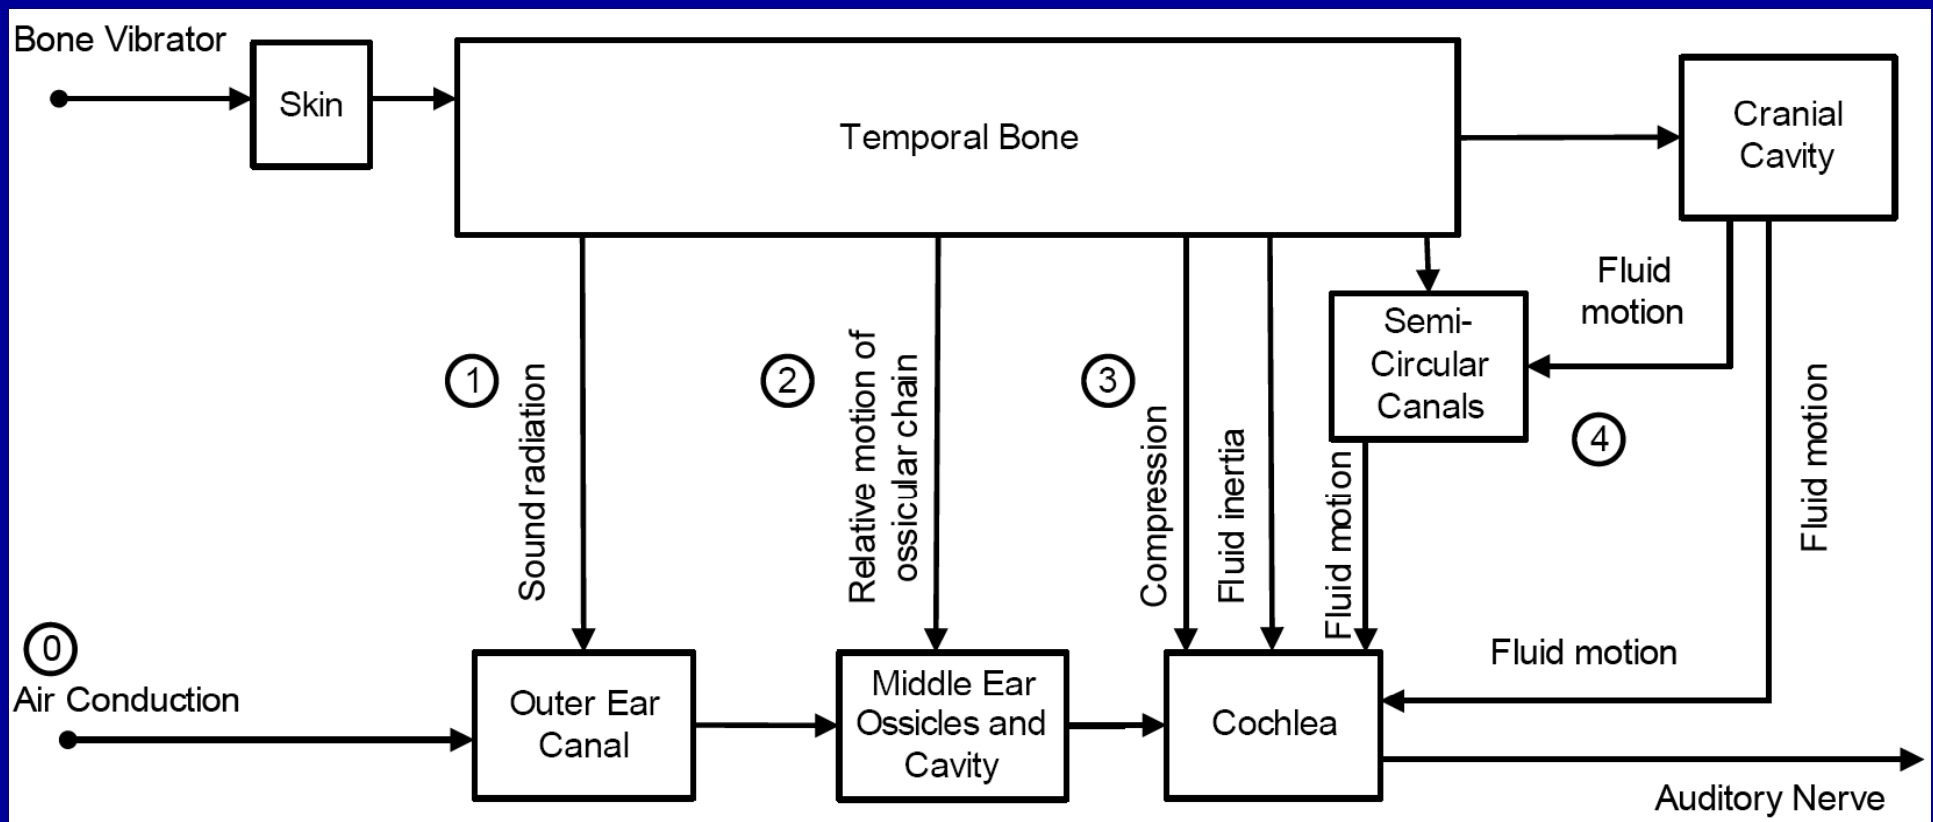 Bone Vibrator
Skin
Temporal Bone
Cranial
Cavity
Fluid
motion
Semi-
Circular
Canals
1
Sound radiation
2
Relative motion of
ossicular chain
3
Compression
Fluid inertia
Fluid motion
4
Fluid motion
0
Air Conduction
Outer Ear
Canal
Middle Ear
Ossicles and
Cavity
Cochlea
Fluid motion
Auditory Nerve